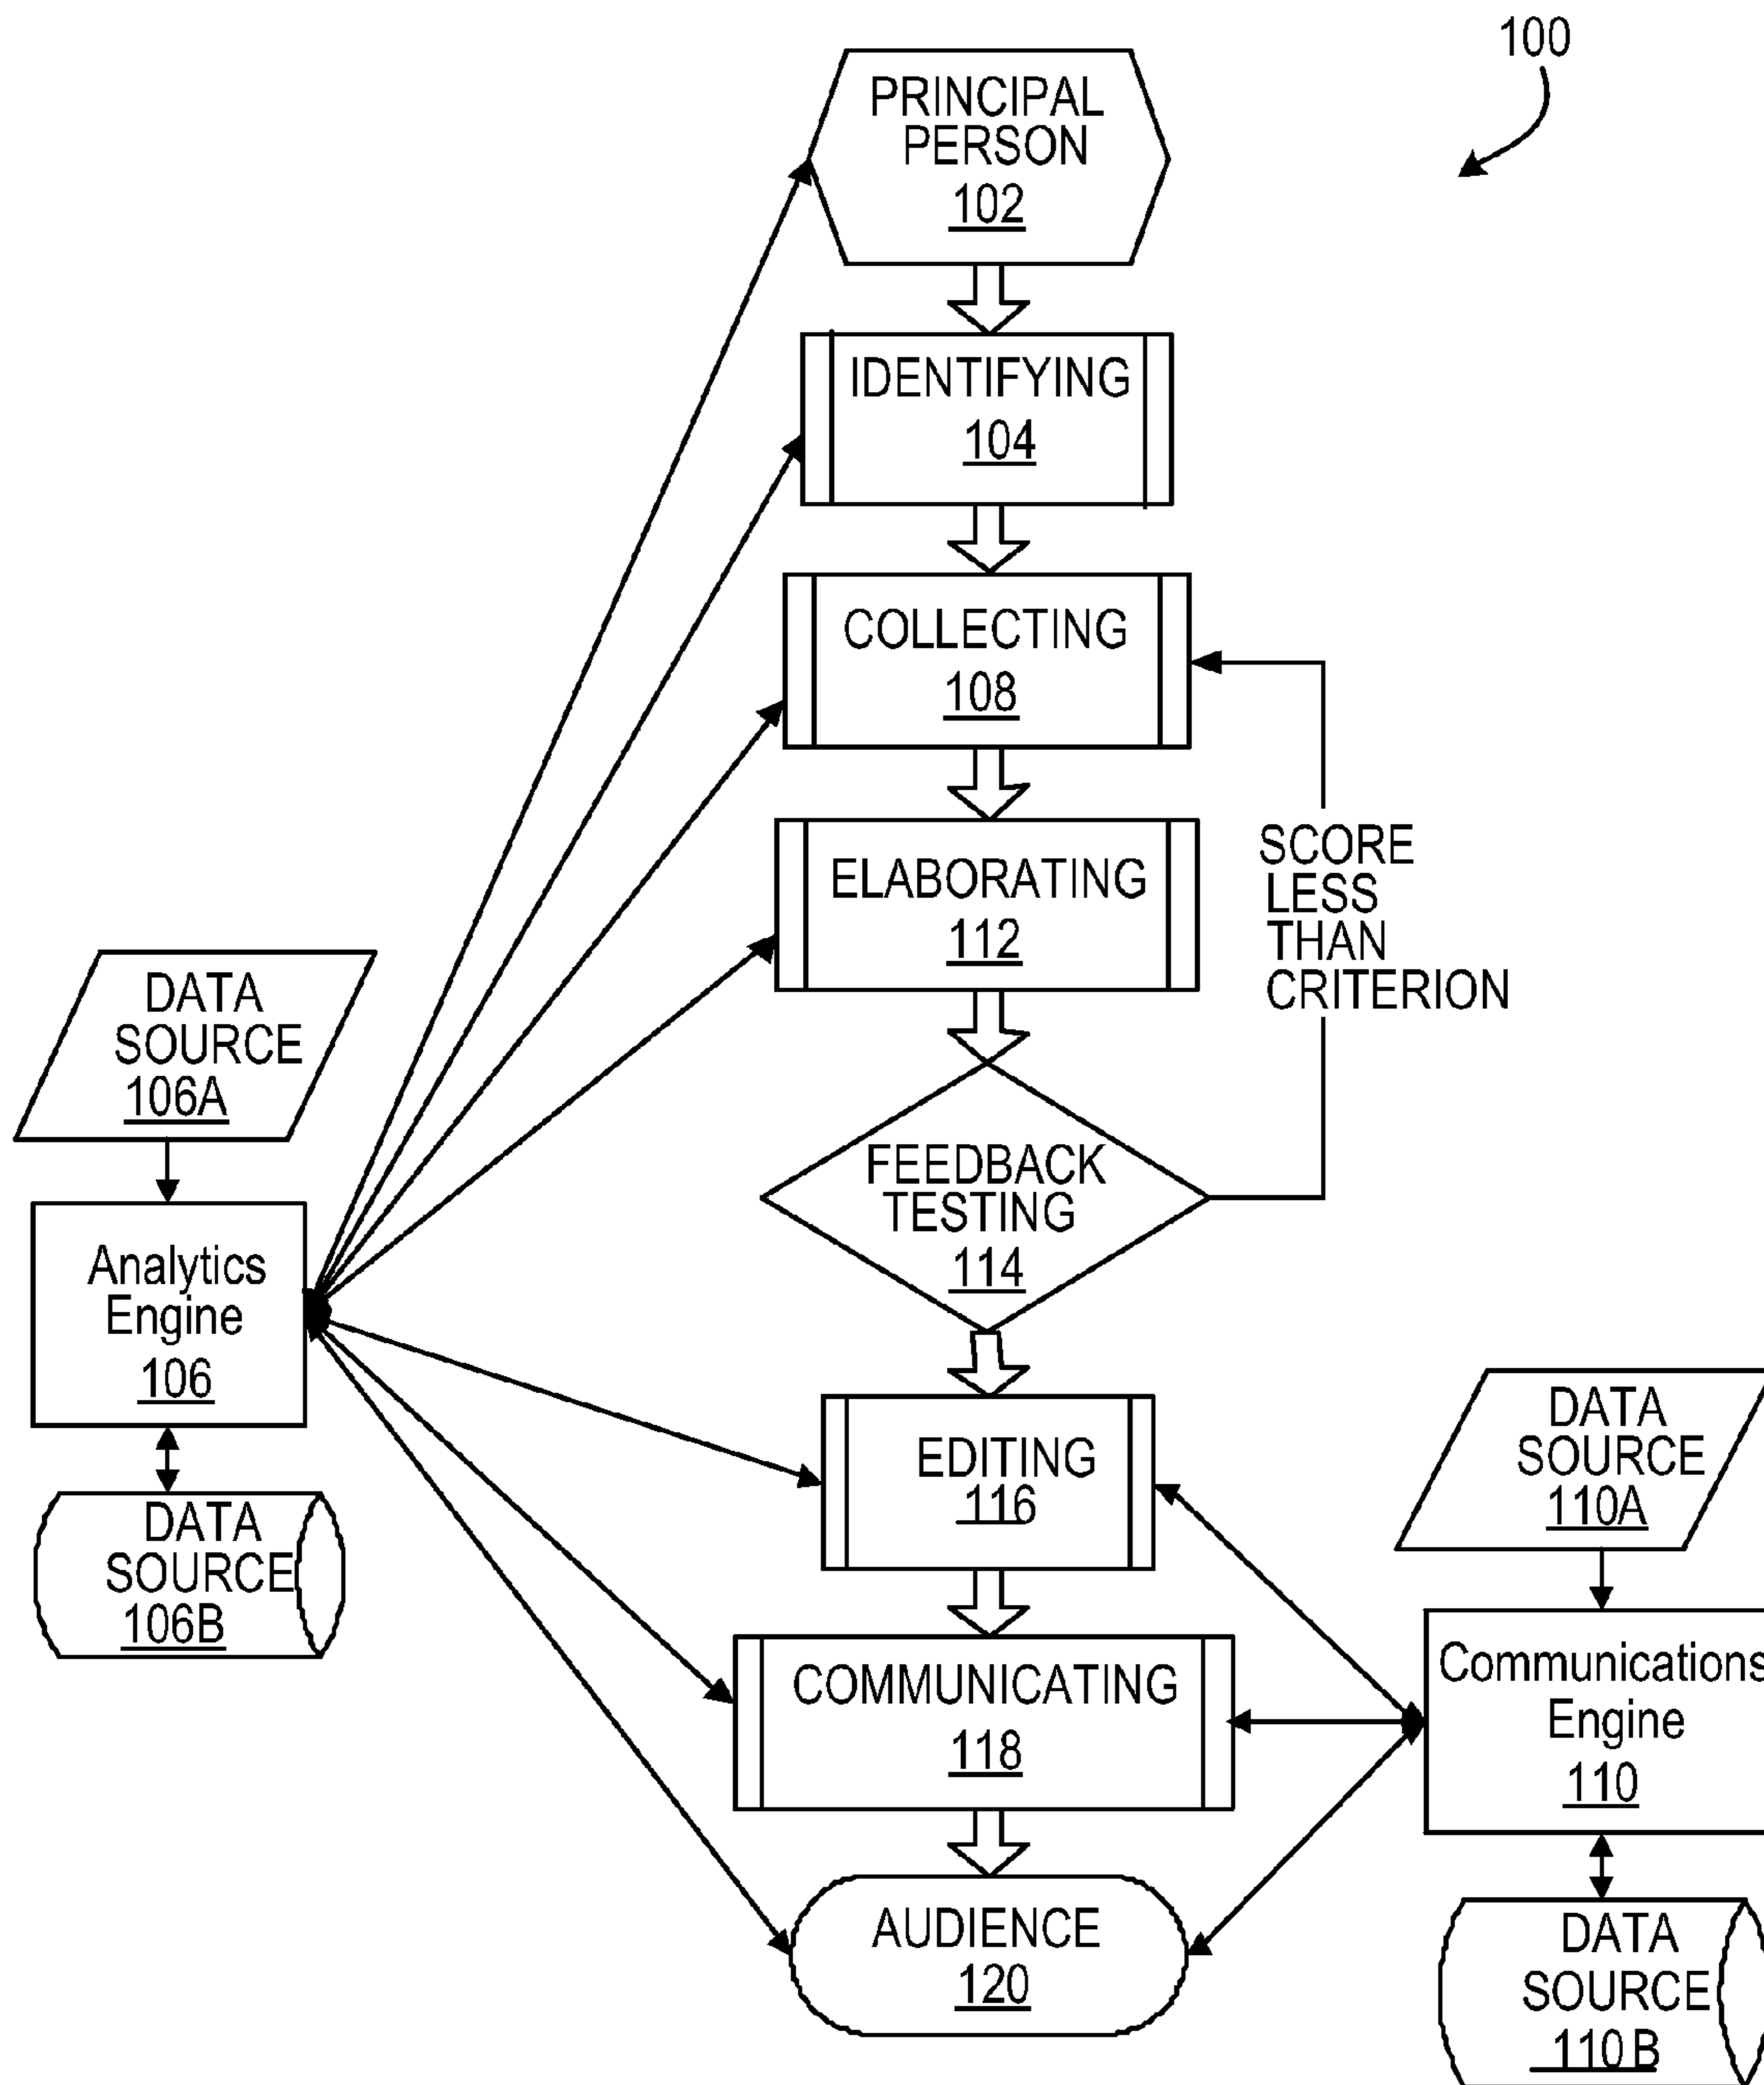 100
PRINCIPAL
PERSON
102
IDENTIFYING
104
COLLECTING
108
SCORE
LESS
THAN
CRITERION
ELABORATING
112
DATA
SOURCE
106A
FEEDBACK
TESTING
114
Analytics
Engine
106
DATA
SOURCE
106B
EDITING
116
DATA
SOURCE
110A
COMMUNICATING
118
Communications
Engine
110
AUDIENCE
120
DATA
SOURCE
110B